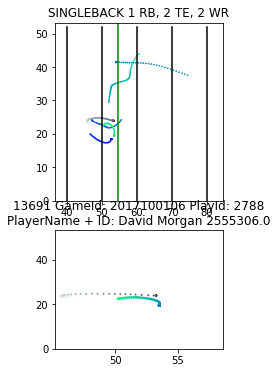 SINGLEBACK 1 RB, 2 TE, 2 WR
50
40
30
20
10
0
40 50 60 70 80
13691 GameId: 2017100106 PlayId: 2788
PlayerName + ID: David Morgan 2555306.0
40
20
0
50 55